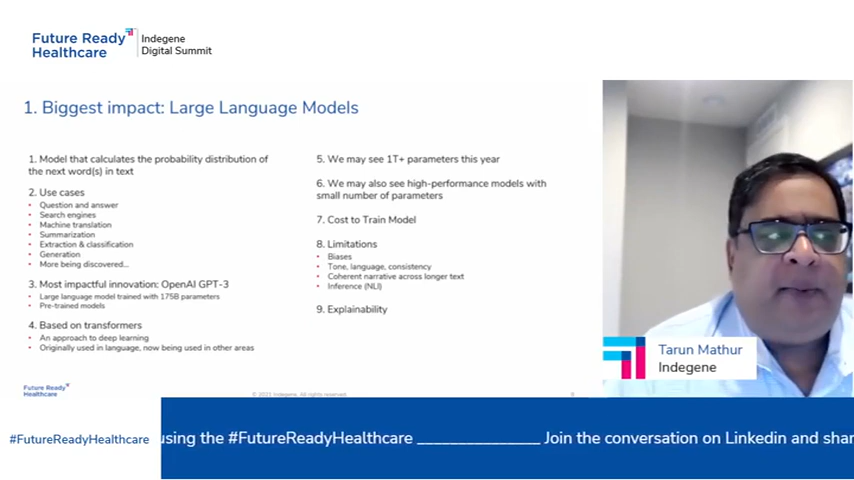 Future Ready
Healthcare
Indegene
Digital Summit
1. Biggest impact: Large Language Models
1. Model that calculates the probability distribution of
the next word(s) in text
2. Use cases
• Question and answer
• Search engines
• Machine translation
• Summarization
• Extraction & classification
• Generation
• More being discovered...
3. Most impactful innovation: OpenAI GPT-3
• Large language model trained with 175B parameters
• Pre-trained models
4. Based on transformers
• An approach to deep learning
• Originally used in language, now being used in other areas
5. We may see 1T+ parameters this year
6. We may also see high-performance models with
small number of parameters
7. Cost to Train Model
8. Limitations
• Biases
• Tone, language, consistency
• Coherent narrative across longer text
• Inference (NLI)
9. Explainability
Future Ready
Healthcare
© 2021 Indegene. All rights reserved.
Tarun Mathur
Indegene
#FutureReadyHealthcare
using the #FutureReadyHealthcare ________________ Join the conversation on Linkedin and shar